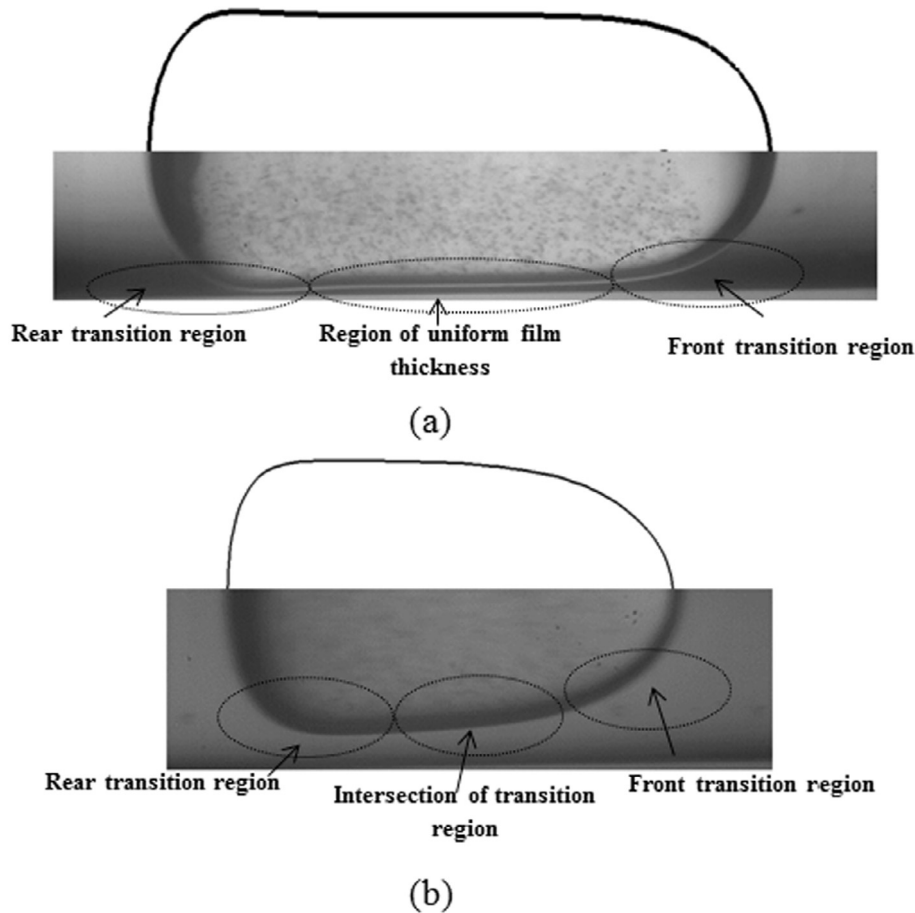 Rear transition region
Region of uniform film
thickness
Front transition region
(a)
Rear transition region
Intersection of transition
region
Front transition region
(b)